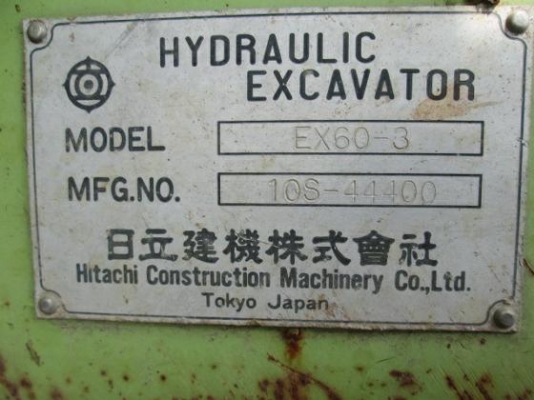 HYDRAULIC
EXCAVATOR
MODEL EX60-3
MFG.NO. 10S-44400
日立建機株式會社
Hitachi Construction Machinery Co.,Ltd.
Tokyo Japan